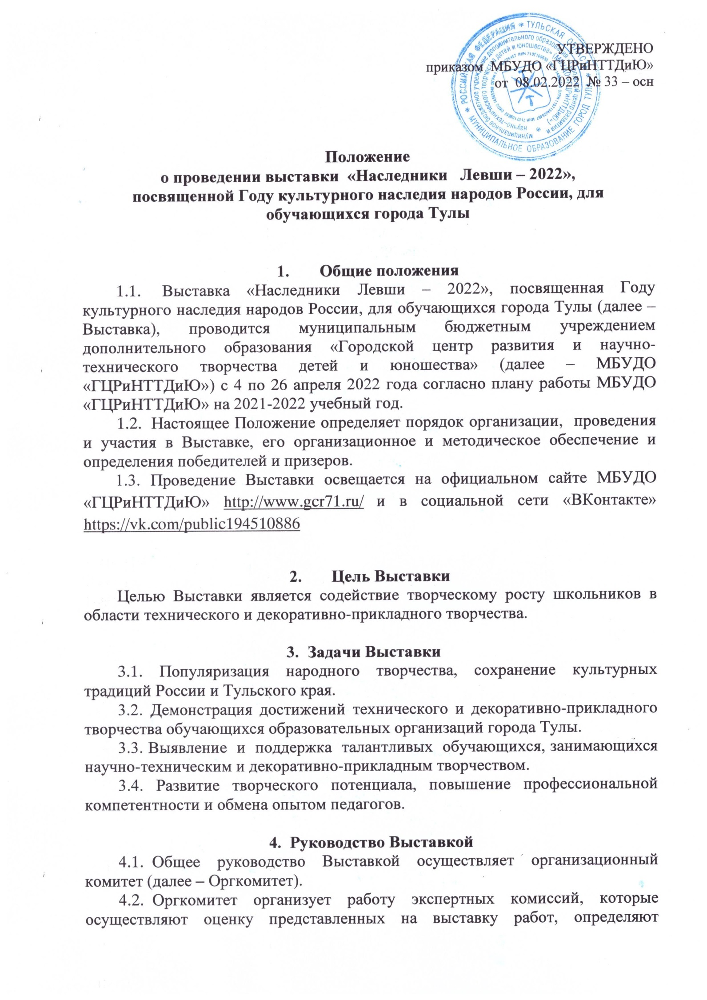 УТВЕРЖДЕНО
приказом МБУДО «ГЦРиНТТДиЮ»
от 08.02.2022 № 33 – осн
* РОССИЙСКАЯ ФЕДЕРАЦИЯ * ТУЛЬСКАЯ ОБЛАСТЬ * МУНИЦИПАЛЬНОЕ ОБРАЗОВАНИЕ ГОРОД ТУЛА
Положение
о проведении выставки «Наследники Левши – 2022»,
посвященной Году культурного наследия народов России, для
обучающихся города Тулы
1. Общие положения
1.1. Выставка «Наследники Левши – 2022», посвященная Году
культурного наследия народов России, для обучающихся города Тулы (далее –
Выставка), проводится муниципальным бюджетным учреждением
дополнительного образования «Городской центр развития и научно-
технического творчества детей и юношества» (далее – МБУДО
«ГЦРиНТТДиЮ») с 4 по 26 апреля 2022 года согласно плану работы МБУДО
«ГЦРиНТТДиЮ» на 2021-2022 учебный год.
1.2. Настоящее Положение определяет порядок организации, проведения
и участия в Выставке, его организационное и методическое обеспечение и
определения победителей и призеров.
1.3. Проведение Выставки освещается на официальном сайте МБУДО
«ГЦРиНТТДиЮ» http://www.gcr71.ru/ и в социальной сети «ВКонтакте»
https://vk.com/public194510886
2. Цель Выставки
Целью Выставки является содействие творческому росту школьников в
области технического и декоративно-прикладного творчества.
3. Задачи Выставки
3.1. Популяризация народного творчества, сохранение культурных
традиций России и Тульского края.
3.2. Демонстрация достижений технического и декоративно-прикладного
творчества обучающихся образовательных организаций города Тулы.
3.3. Выявление и поддержка талантливых обучающихся, занимающихся
научно-техническим и декоративно-прикладным творчеством.
3.4. Развитие творческого потенциала, повышение профессиональной
компетентности и обмена опытом педагогов.
4. Руководство Выставкой
4.1. Общее руководство Выставкой осуществляет организационный
комитет (далее – Оргкомитет).
4.2. Оргкомитет организует работу экспертных комиссий, которые
осуществляют оценку представленных на выставку работ, определяют